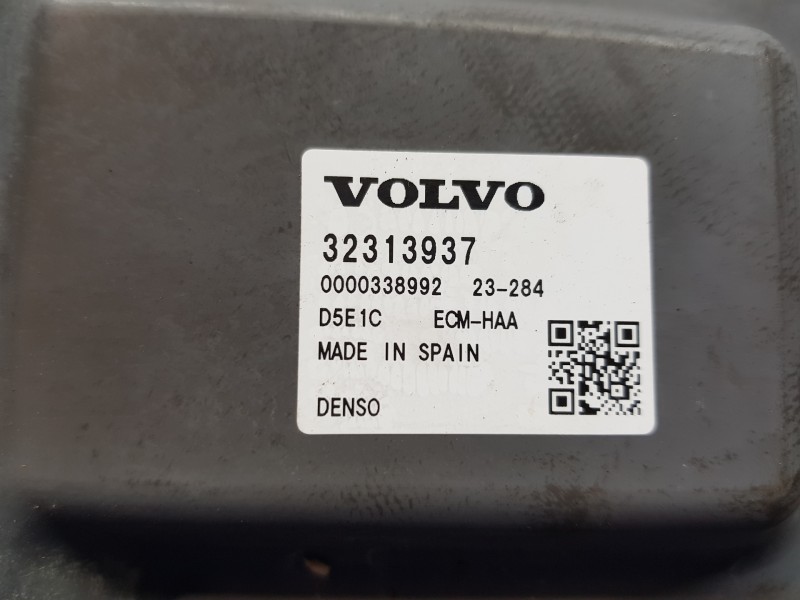 VOLVO
32313937
0000338992 23-284
D5E1C ECM-HAA
MADE IN SPAIN
DENSO